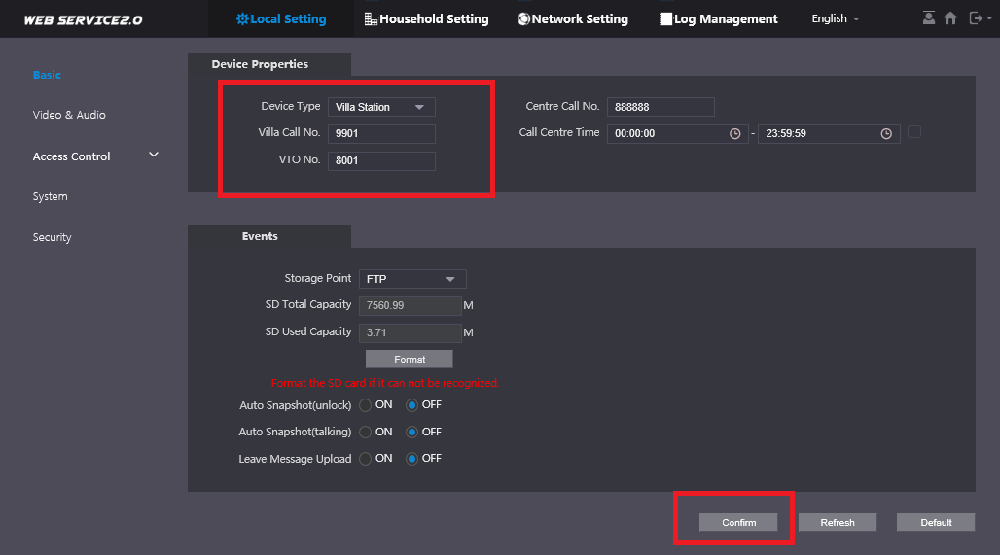 WEB SERVICE2.0 Local Setting Household Setting Network Setting Log Management English
Basic
Video & Audio
Access Control
System
Security
Device Properties
Device Type Villa Station Centre Call No. 888888
Villa Call No. 9901 Call Centre Time 00:00:00 - 23:59:59
VTO No. 8001
Events
Storage Point FTP
SD Total Capacity 7560.99 M
SD Used Capacity 3.71 M
Format
Format the SD card if it can not be recognized.
Auto Snapshot(unlock) ON OFF
Auto Snapshot(talking) ON OFF
Leave Message Upload ON OFF
Confirm Refresh Default